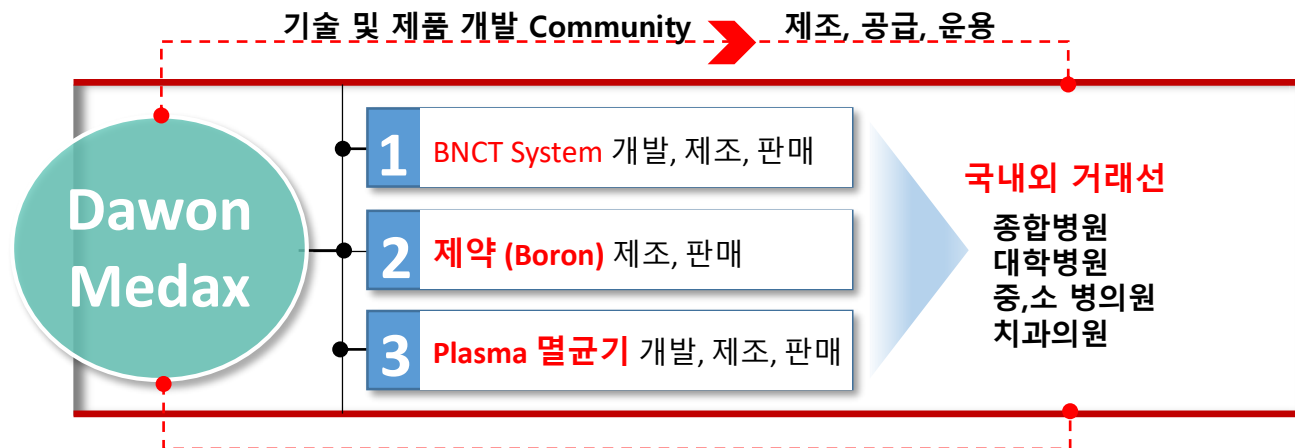 기술 및 제품 개발 Community
제조, 공급, 운용
Dawon
Medax
1 BNCT System 개발, 제조, 판매
2 제약 (Boron) 제조, 판매
3 Plasma 멸균기 개발, 제조, 판매
국내외 거래선
종합병원
대학병원
중,소 병의원
치과의원